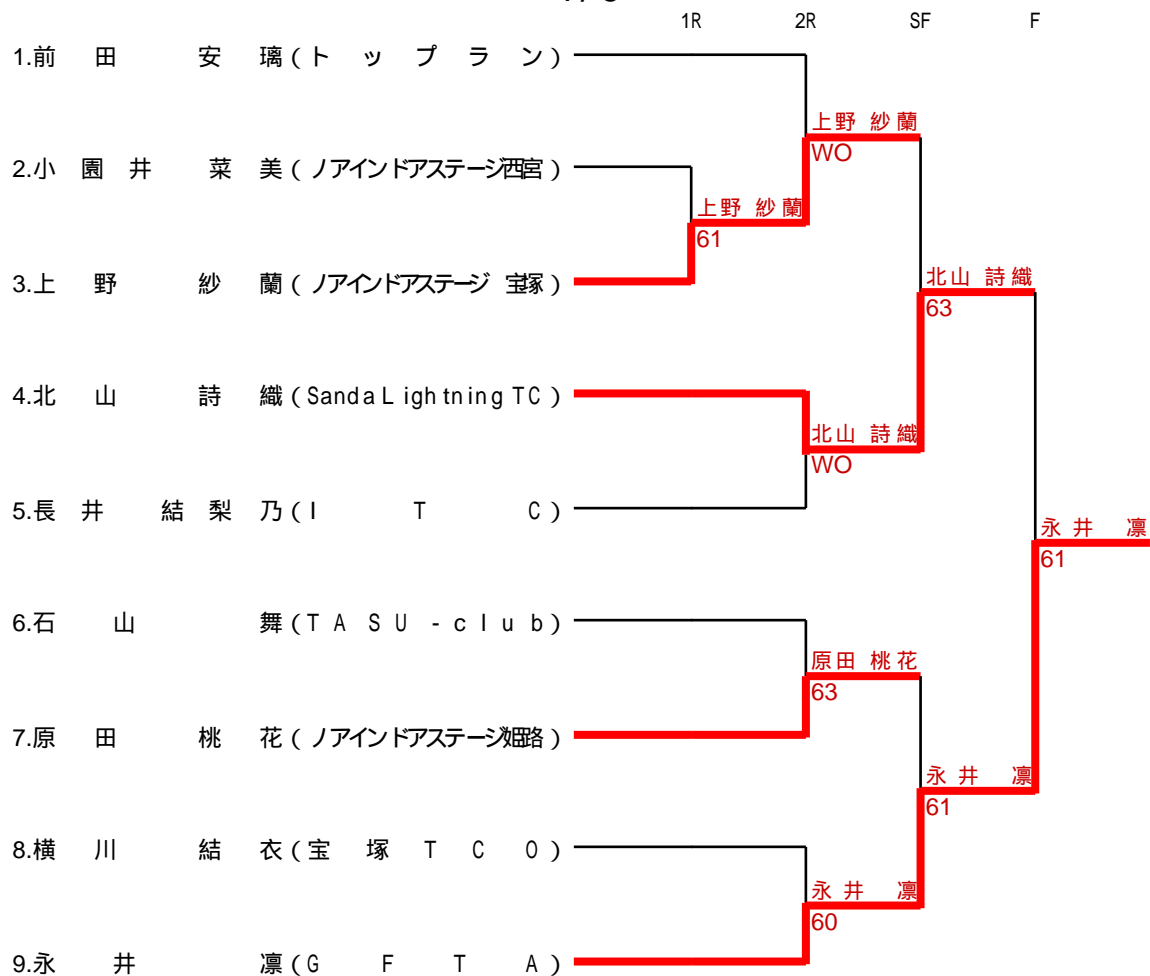 1R 2R SF F
1.前田 安璃(トップラン)
上野 紗蘭
WO
2.小園井 菜美(ノアインドアステージ西宮)
上野 紗蘭
61
3.上野 紗蘭(ノアインドアステージ 宝塚)
北山 詩織
63
4.北山 詩織(Sanda Lightning TC)
北山 詩織
WO
5.長井 結梨乃(I T C)
永井 凛
61
6.石山 舞(TASU-club)
原田 桃花
63
7.原田 桃花(ノアインドアステージ姫路)
永井 凛
61
8.横川 結衣(宝塚TCO)
永井 凛
60
9.永井 凛(G F T A)